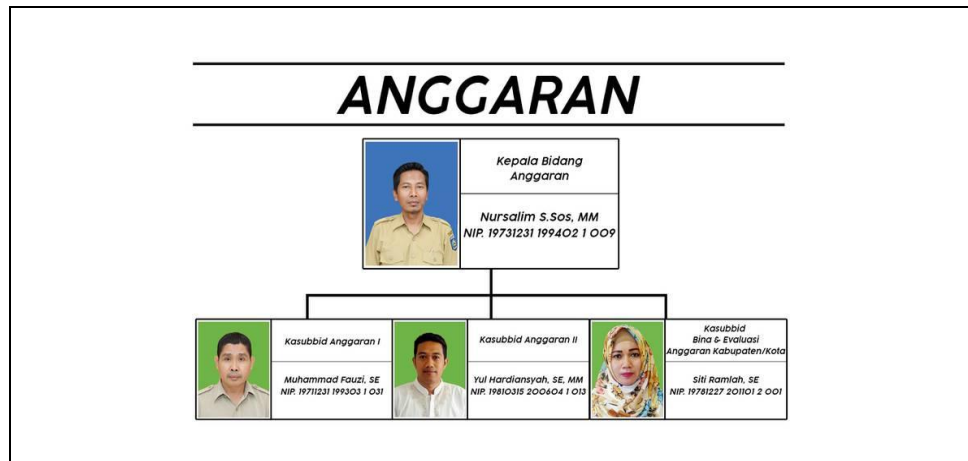 ANGGARAN
Kepala Bidang
Anggaran
Nursalim S.Sos, MM
NIP. 19731231 199402 1 009
Kasubbid Anggaran I
Muhammad Fauzi, SE
NIP. 19711231 199303 1 031
Kasubbid Anggaran II
Yul Hardiansyah, SE, MM
NIP. 19810315 200604 1 013
Kasubbid
Bina & Evaluasi
Anggaran Kabupaten/Kota
Siti Ramlah, SE
NIP. 19781227 201101 2 001